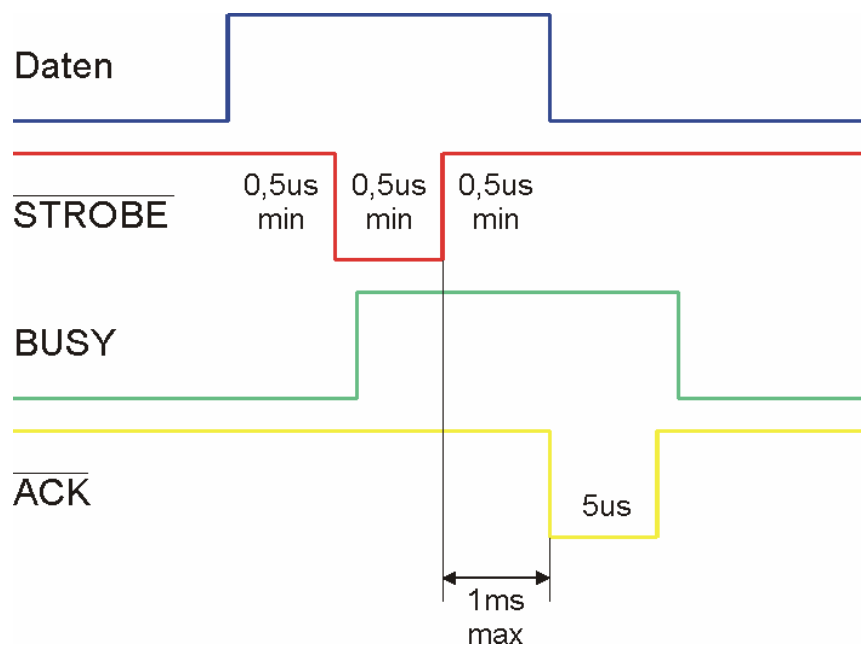 Daten
0,5us 0,5us 0,5us
min min min
STROBE
BUSY
ACK
5us
1ms
max